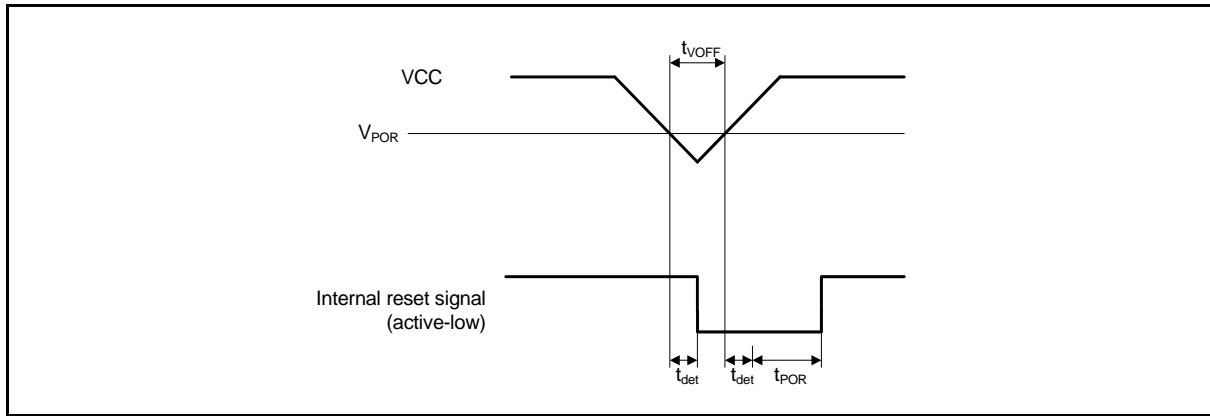 tVOFF
VCC
VPOR
Internal reset signal
(active-low)
tdet
tdet
tPOR